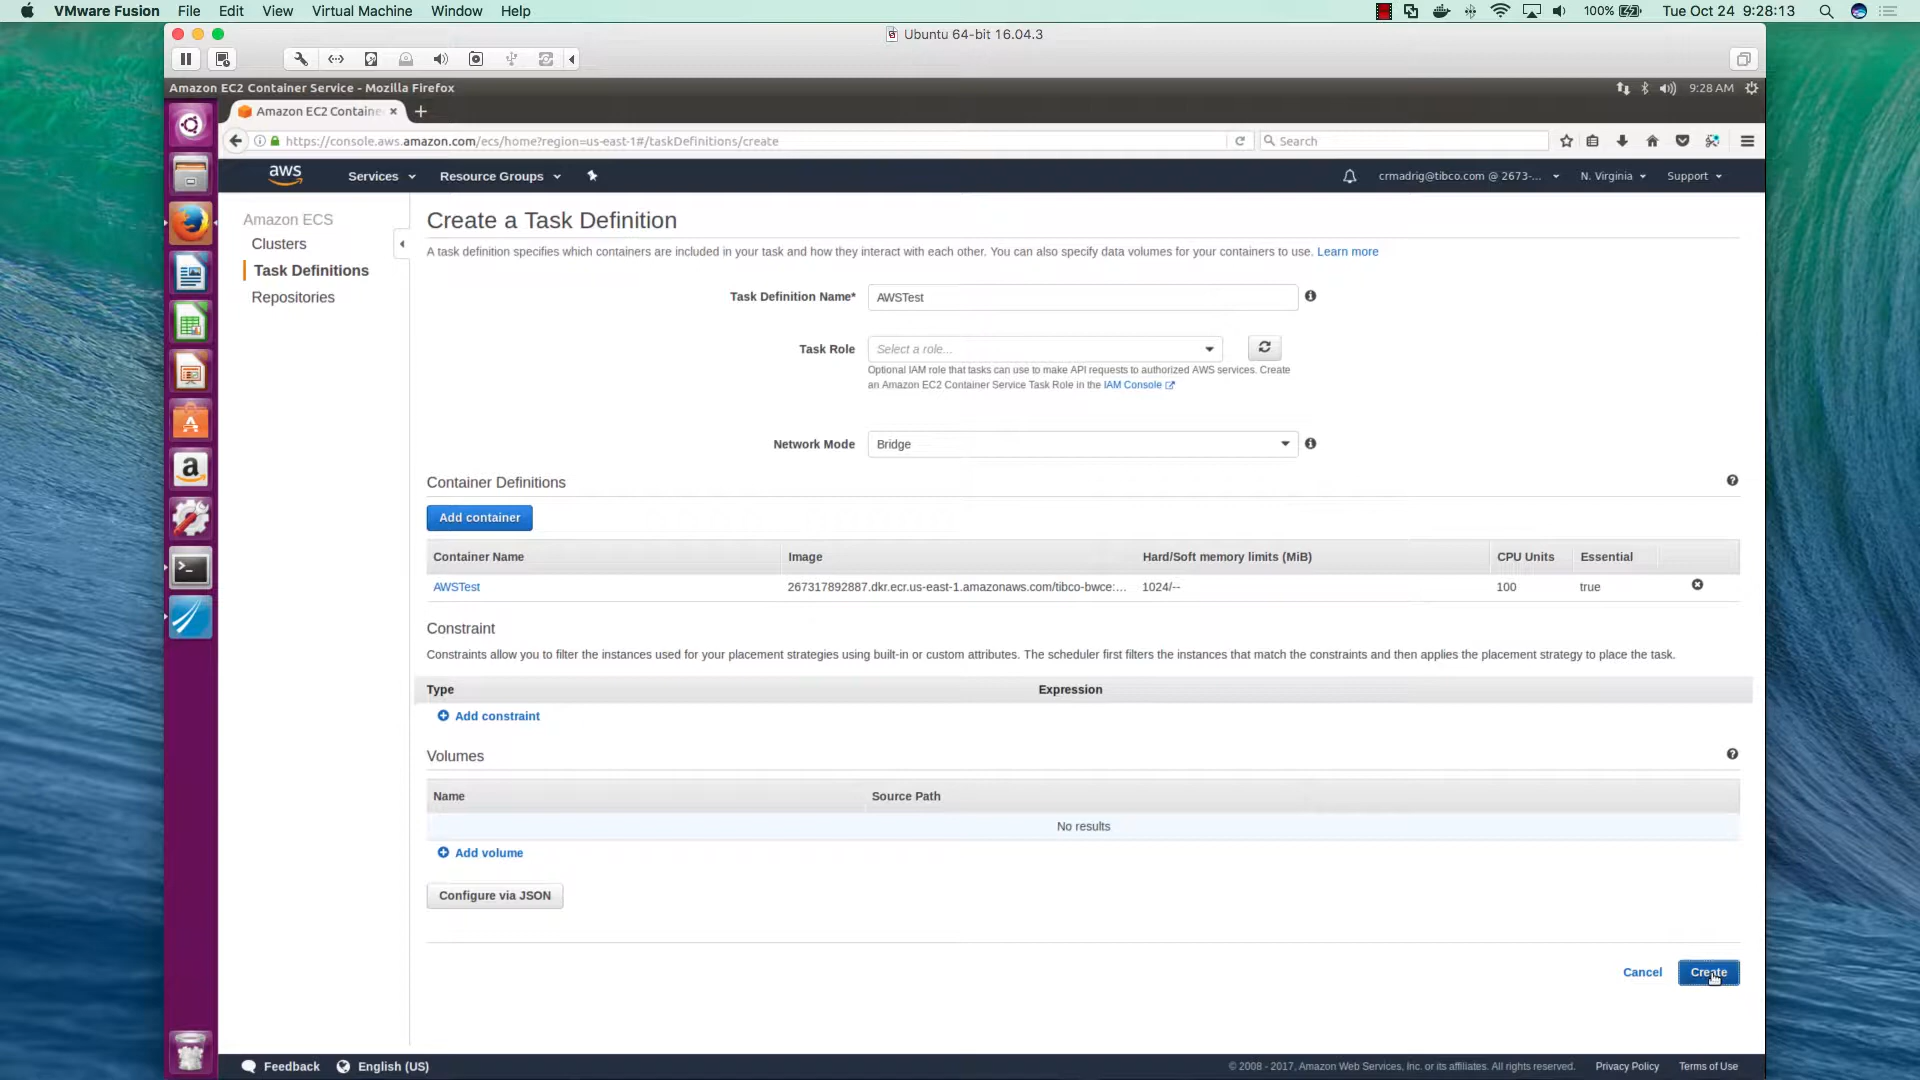 VMware Fusion File Edit View Virtual Machine Window Help 100% Tue Oct 24 9:28:13
Ubuntu 64-bit 16.04.3
Amazon EC2 Container Service - Mozilla Firefox 9:28 AM
Amazon EC2 Containe
https://console.aws.amazon.com/ecs/home?region=us-east-1#/taskDefinitions/create Search
aws Services Resource Groups crmadrig@tibco.com @ 2673-... N. Virginia Support
Amazon ECS
Clusters
Task Definitions
Repositories
Create a Task Definition
A task definition specifies which containers are included in your task and how they interact with each other. You can also specify data volumes for your containers to use. Learn more
Task Definition Name* AWSTest
Task Role Select a role...
Optional IAM role that tasks can use to make API requests to authorized AWS services. Create
an Amazon EC2 Container Service Task Role in the IAM Console
Network Mode Bridge
Container Definitions
Add container
Container Name Image Hard/Soft memory limits (MiB) CPU Units Essential
AWSTest 267317892887.dkr.ecr.us-east-1.amazonaws.com/tibco-bwce:... 1024/-- 100 true
Constraint
Constraints allow you to filter the instances used for your placement strategies using built-in or custom attributes. The scheduler first filters the instances that match the constraints and then applies the placement strategy to place the task.
Type Expression
Add constraint
Volumes
Name Source Path
No results
Add volume
Configure via JSON
Cancel Create
Feedback English (US) © 2008 - 2017, Amazon Web Services, Inc. or its affiliates. All rights reserved. Privacy Policy Terms of Use